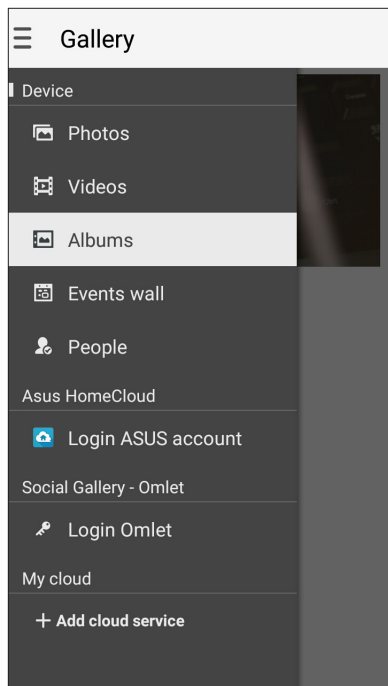 Gallery
Device
Photos
Videos
Albums
Events wall
People
Asus HomeCloud
Login ASUS account
Social Gallery - Omlet
Login Omlet
My cloud
+ Add cloud service